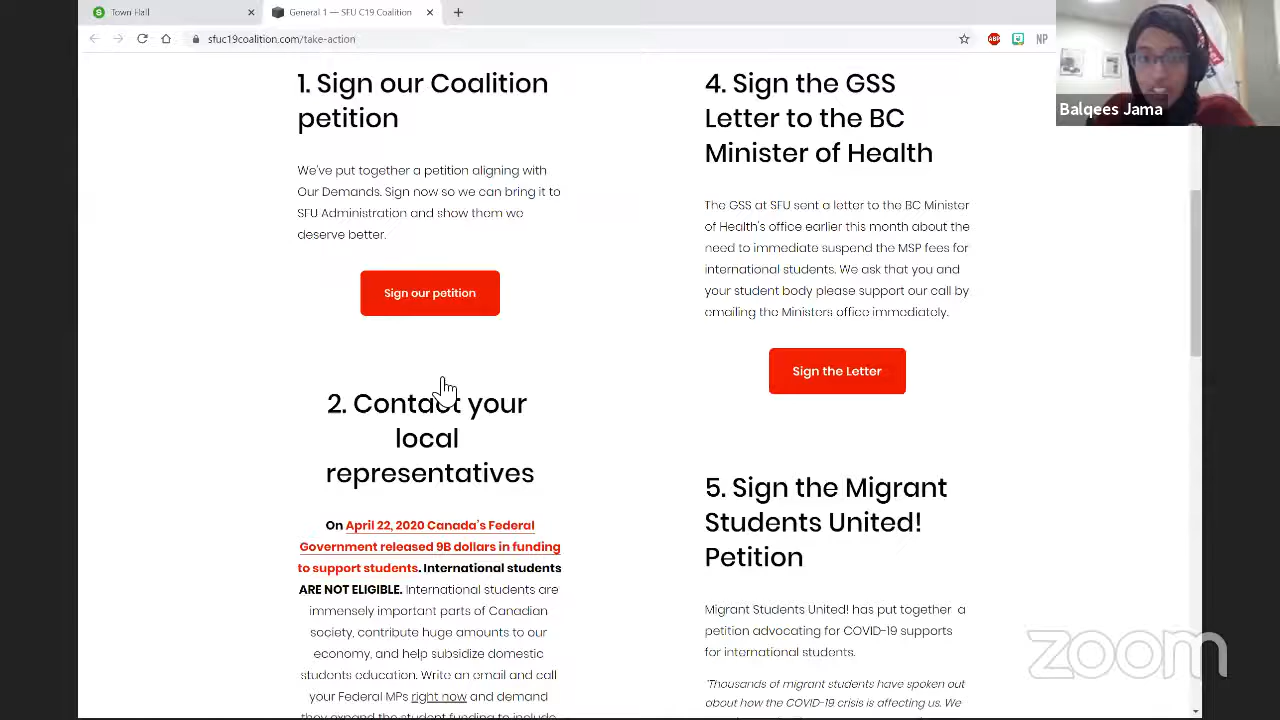 Town Hall
General 1 — SFU C19 Coalition
sfuc19coalition.com/take-action
ABP
NP
Balqees Jama
1. Sign our Coalition
petition
We've put together a petition aligning with
Our Demands. Sign now so we can bring it to
SFU Administration and show them we
deserve better.
Sign our petition
2. Contact your
local
representatives
On April 22, 2020 Canada's Federal
Government released 9B dollars in funding
to support students. International students
ARE NOT ELIGIBLE. International students are
immensely important parts of Canadian
society, contribute huge amounts to our
economy, and help subsidize domestic
students education. Write an email and call
your Federal MPs right now and demand
they expand the student funding to include
4. Sign the GSS
Letter to the BC
Minister of Health
The GSS at SFU sent a letter to the BC Minister
of Health's office earlier this month about the
need to immediate suspend the MSP fees for
international students. We ask that you and
your student body please support our call by
emailing the Ministers office immediately.
Sign the Letter
5. Sign the Migrant
Students United!
Petition
Migrant Students United! has put together a
petition advocating for COVID-19 supports
for international students.
"Thousands of migrant students have spoken out
about how the COVID-19 crisis is affecting us. We
zoom